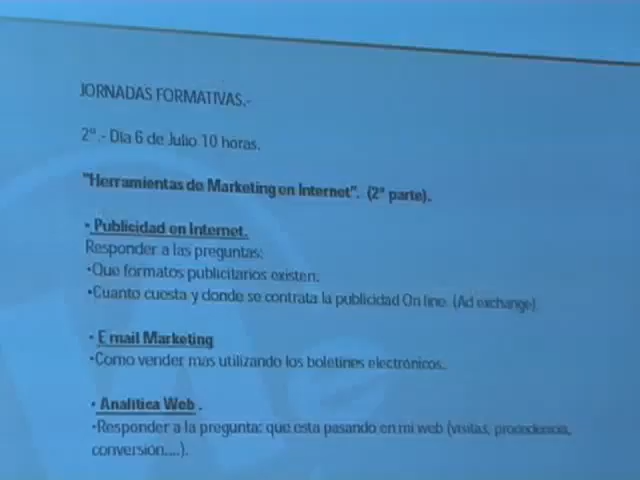 JORNADAS FORMATIVAS.-
2º.- Dia 6 de Julio 10 horas.
"Herramientas de Marketing en Internet". (2ª parte).
• Publicidad en Internet.
Responder a las preguntas:
•Que formatos publicitarios existen.
•Cuanto cuesta y donde se contrata la publicidad On line. (Ad exchange).
• E mail Marketing
•Como vender mas utilizando los boletines electrónicos.
• Analítica Web .
•Responder a la pregunta: que esta pasando en mi web (visitas, procedencia,
conversión....).